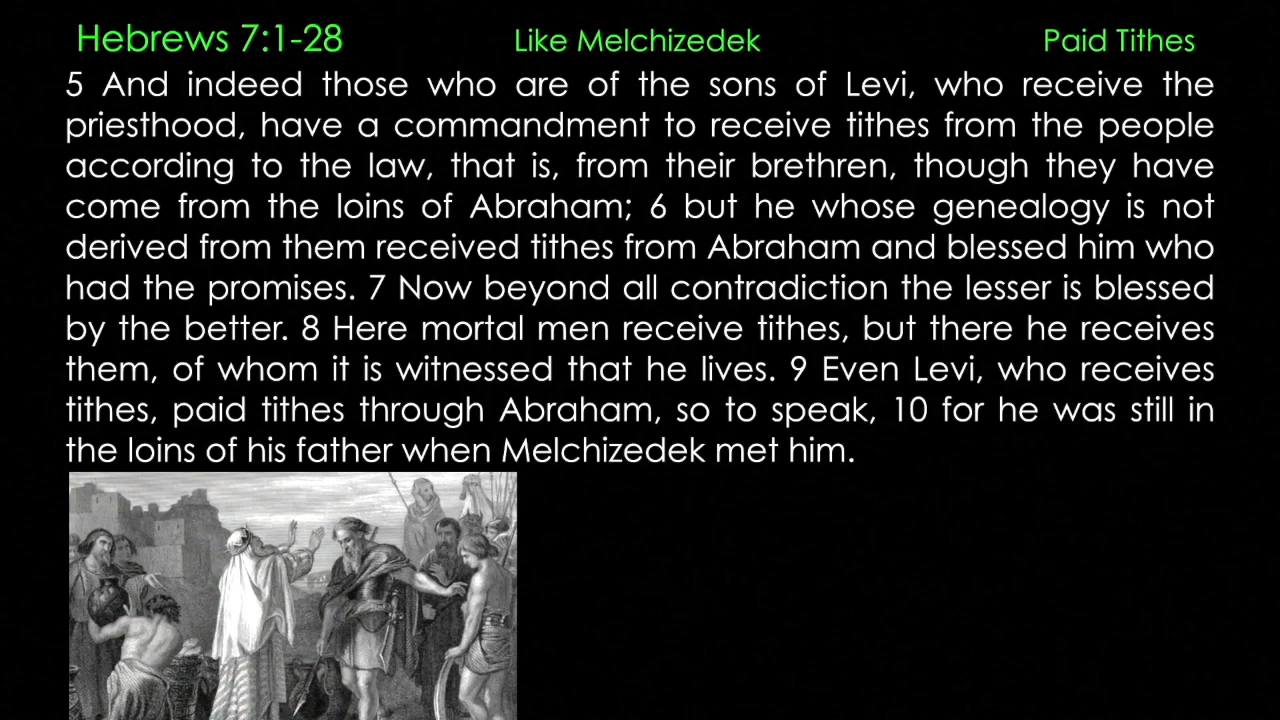 Hebrews 7:1-28 Like Melchizedek Paid Tithes
5 And indeed those who are of the sons of Levi, who receive the
priesthood, have a commandment to receive tithes from the people
according to the law, that is, from their brethren, though they have
come from the loins of Abraham; 6 but he whose genealogy is not
derived from them received tithes from Abraham and blessed him who
had the promises. 7 Now beyond all contradiction the lesser is blessed
by the better. 8 Here mortal men receive tithes, but there he receives
them, of whom it is witnessed that he lives. 9 Even Levi, who receives
tithes, paid tithes through Abraham, so to speak, 10 for he was still in
the loins of his father when Melchizedek met him.